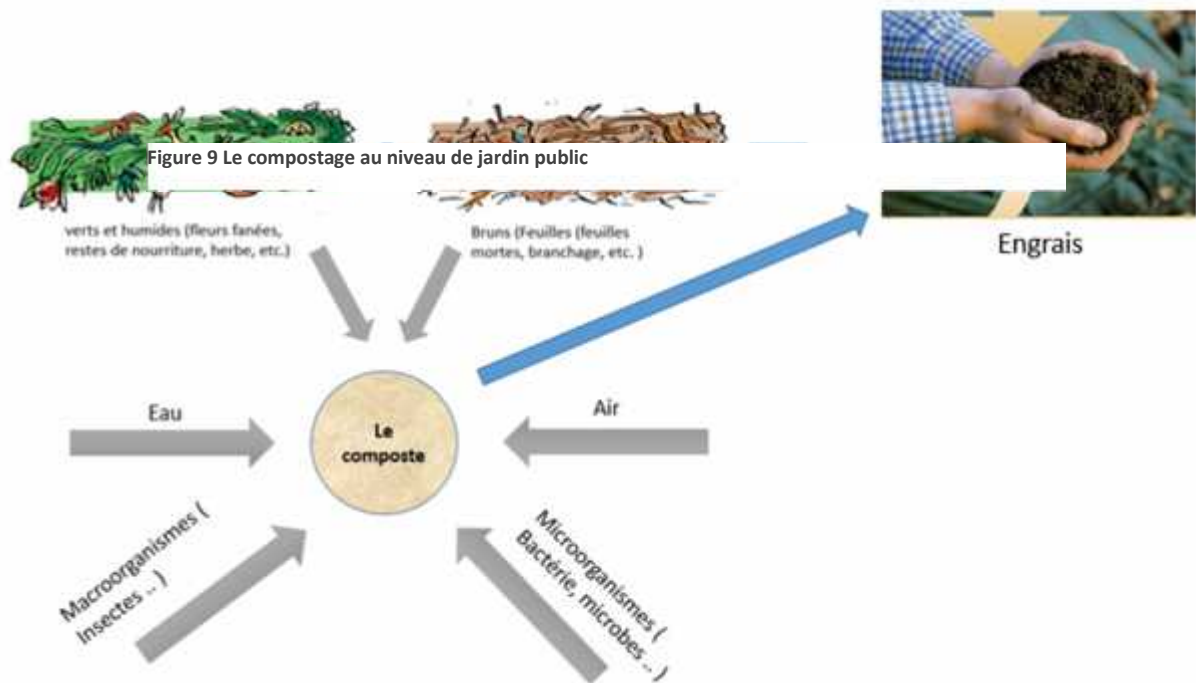 Figure 9 Le compostage au niveau de jardin public
verts et humides (fleurs fanées,
restes de nourriture, herbe, etc.)
Bruns (Feuilles (feuilles
mortes, branchage, etc. )
Engrais
Eau
Air
Le
composte
Macroorganismes (
Insectes .. )
Microorganismes (
Bactérie, microbes .. )